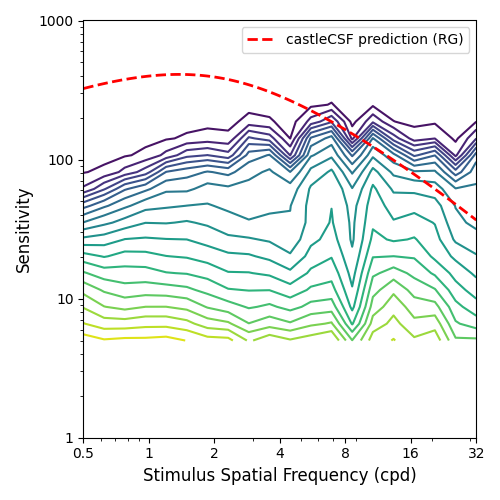 1000
castleCSF prediction (RG)
100
Sensitivity
10
1
0.5 1 2 4 8 16 32
Stimulus Spatial Frequency (cpd)